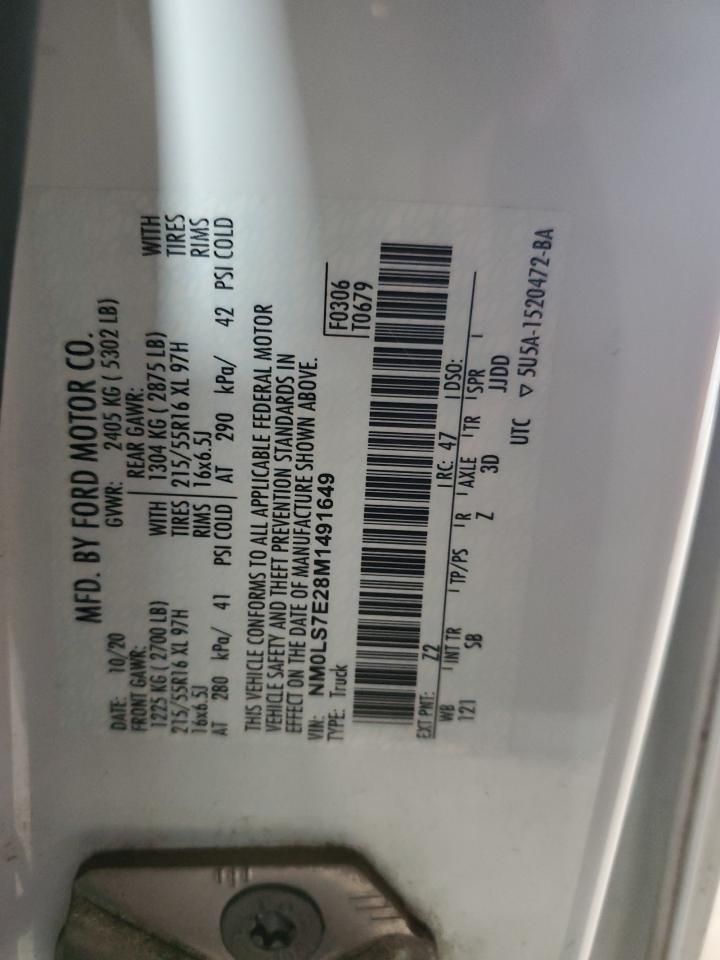 MFD. BY FORD MOTOR CO.
DATE: 10/20 GVWR: 2405 KG ( 5302 LB)
FRONT GAWR: REAR GAWR:
1225 KG ( 2700 LB) WITH 1304 KG ( 2875 LB) WITH
215/55R16 XL 97H TIRES 215/55R16 XL 97H TIRES
16x6.5J RIMS 16x6.5J RIMS
AT 280 kPa/ 41 PSI COLD AT 290 kPa/ 42 PSI COLD
THIS VEHICLE CONFORMS TO ALL APPLICABLE FEDERAL MOTOR
VEHICLE SAFETY AND THEFT PREVENTION STANDARDS IN
EFFECT ON THE DATE OF MANUFACTURE SHOWN ABOVE.
VIN: NM0LS7E28M1491649 F0306
TYPE: Truck T0679
EXT PNT: Z2 RC: 47 DSO:
WB INT TR TP/PS R AXLE TR SPR
121 SB Z 3D JJDD
UTC ▽ 5U5A-1520472-BA